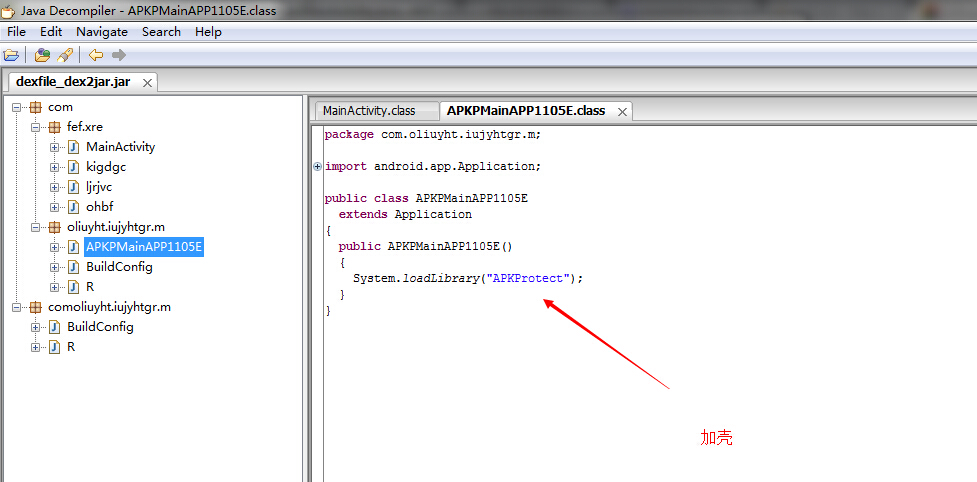 Java Decompiler - APKPMainAPP1105E.class
File Edit Navigate Search Help
dexfile_dex2jar.jar
com
fef.xre
MainActivity
kigdgc
ljrjvc
ohbf
oliuyht.iujyhtgr.m
APKPMainAPP1105E
BuildConfig
R
comoliuyht.iujyhtgr.m
BuildConfig
R
MainActivity.class APKPMainAPP1105E.class
package com.oliuyht.iujyhtgr.m;
import android.app.Application;
public class APKPMainAPP1105E
extends Application
{
public APKPMainAPP1105E()
{
System.loadLibrary("APKProtect");
}
}
加壳